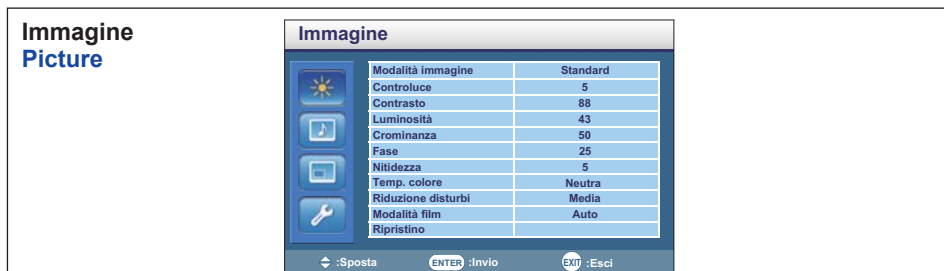 Immagine
Picture
Immagine
Modalità immagine Standard
Controluce 5
Contrasto 88
Luminosità 43
Crominanza 50
Fase 25
Nitidezza 5
Temp. colore Neutra
Riduzione disturbi Media
Modalità film Auto
Ripristino
:Sposta ENTER :Invio EXIT :Esci